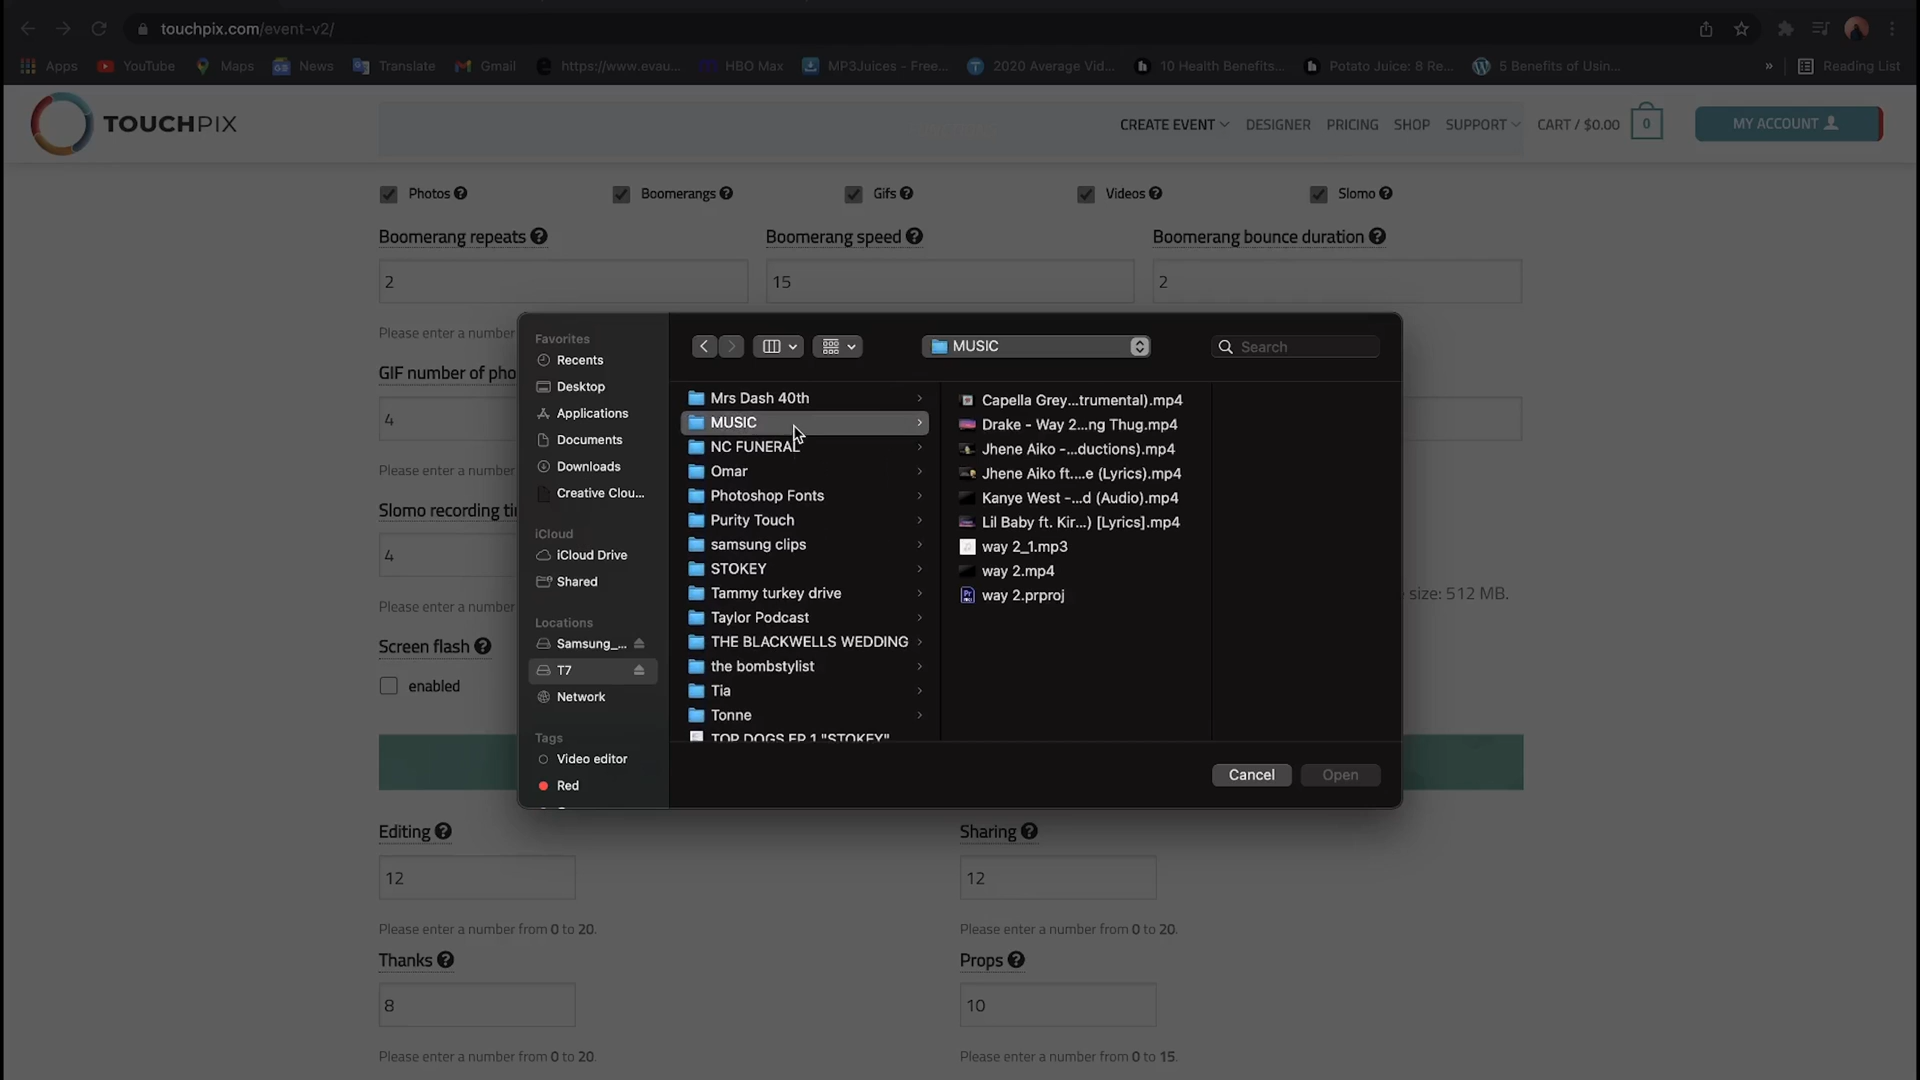 touchpix.com/event-v2/
Apps YouTube Maps News Translate Gmail https://www.evau... HBO Max MP3Juices - Free... 2020 Average Vid... 10 Health Benefits... Potato Juice: 8 Re... 5 Benefits of Usin... » Reading List
TOUCHPIX CREATE EVENT DESIGNER PRICING SHOP SUPPORT CART / $0.00 0 MY ACCOUNT
Photos Boomerangs Gifs Videos Slomo
Boomerang repeats Boomerang speed Boomerang bounce duration
2 15 2
Please enter a number
GIF number of pho
4
Please enter a number
Slomo recording ti
4
Please enter a number
size: 512 MB.
Screen flash
enabled
Favorites
Recents
Desktop
Applications
Documents
Downloads
Creative Clou...
iCloud
iCloud Drive
Shared
Locations
Samsung_...
T7
Network
Tags
Video editor
Red
MUSIC Search
Mrs Dash 40th
MUSIC
NC FUNERAL
Omar
Photoshop Fonts
Purity Touch
samsung clips
STOKEY
Tammy turkey drive
Taylor Podcast
THE BLACKWELLS WEDDING
the bombstylist
Tia
Tonne
TOP DOGS EP 1 "STOKEY"
Capella Grey...trumental).mp4
Drake - Way 2...ng Thug.mp4
Jhene Aiko -...ductions).mp4
Jhene Aiko ft....e (Lyrics).mp4
Kanye West -...d (Audio).mp4
Lil Baby ft. Kir...) [Lyrics].mp4
way 2_1.mp3
way 2.mp4
way 2.prproj
Cancel Open
Editing Sharing
12 12
Please enter a number from 0 to 20. Please enter a number from 0 to 20.
Thanks Props
8 10
Please enter a number from 0 to 20. Please enter a number from 0 to 15.